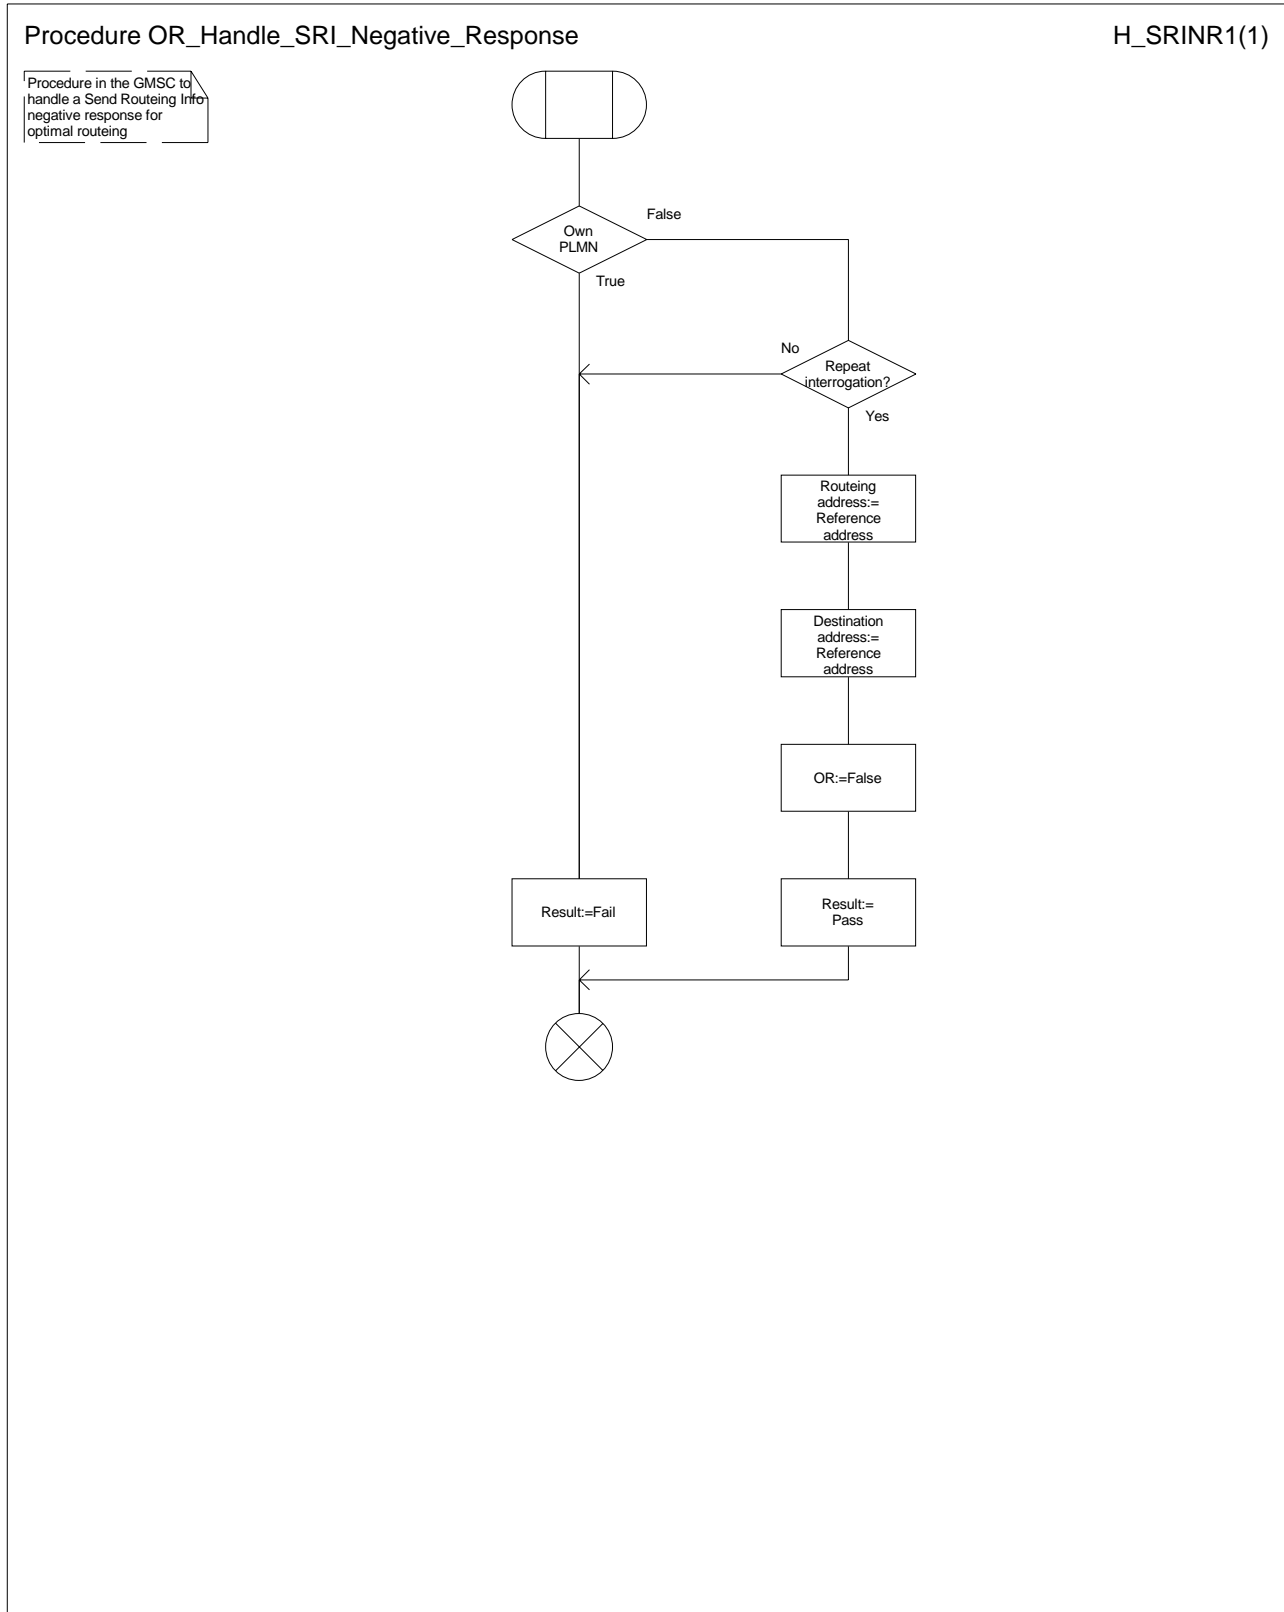 Procedure OR_Handle_SRI_Negative_Response
H_SRINR1(1)
Procedure in the GMSC to
handle a Send Routeing Info
negative response for
optimal routeing
Own
PLMN
False
True
No
Repeat
interrogation?
Yes
Routeing
address:=
Reference
address
Destination
address:=
Reference
address
OR:=False
Result:=Fail
Result:=
Pass